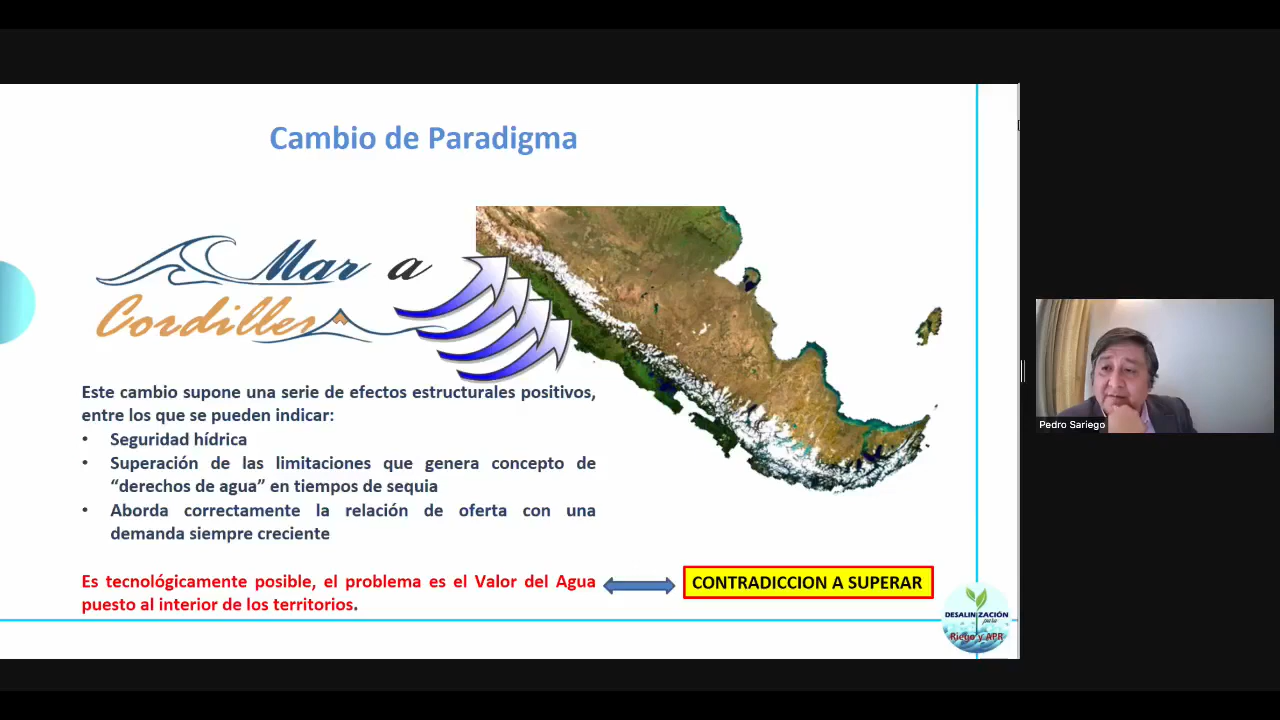 Cambio de Paradigma
Mar a
Cordillera
Este cambio supone una serie de efectos estructurales positivos,
entre los que se pueden indicar:
• Seguridad hídrica
• Superación de las limitaciones que genera concepto de
“derechos de agua” en tiempos de sequia
• Aborda correctamente la relación de oferta con una
demanda siempre creciente
Es tecnológicamente posible, el problema es el Valor del Agua
puesto al interior de los territorios.
CONTRADICCION A SUPERAR
DESALINIZACIÓN
para
Riego y APR
Pedro Sariego